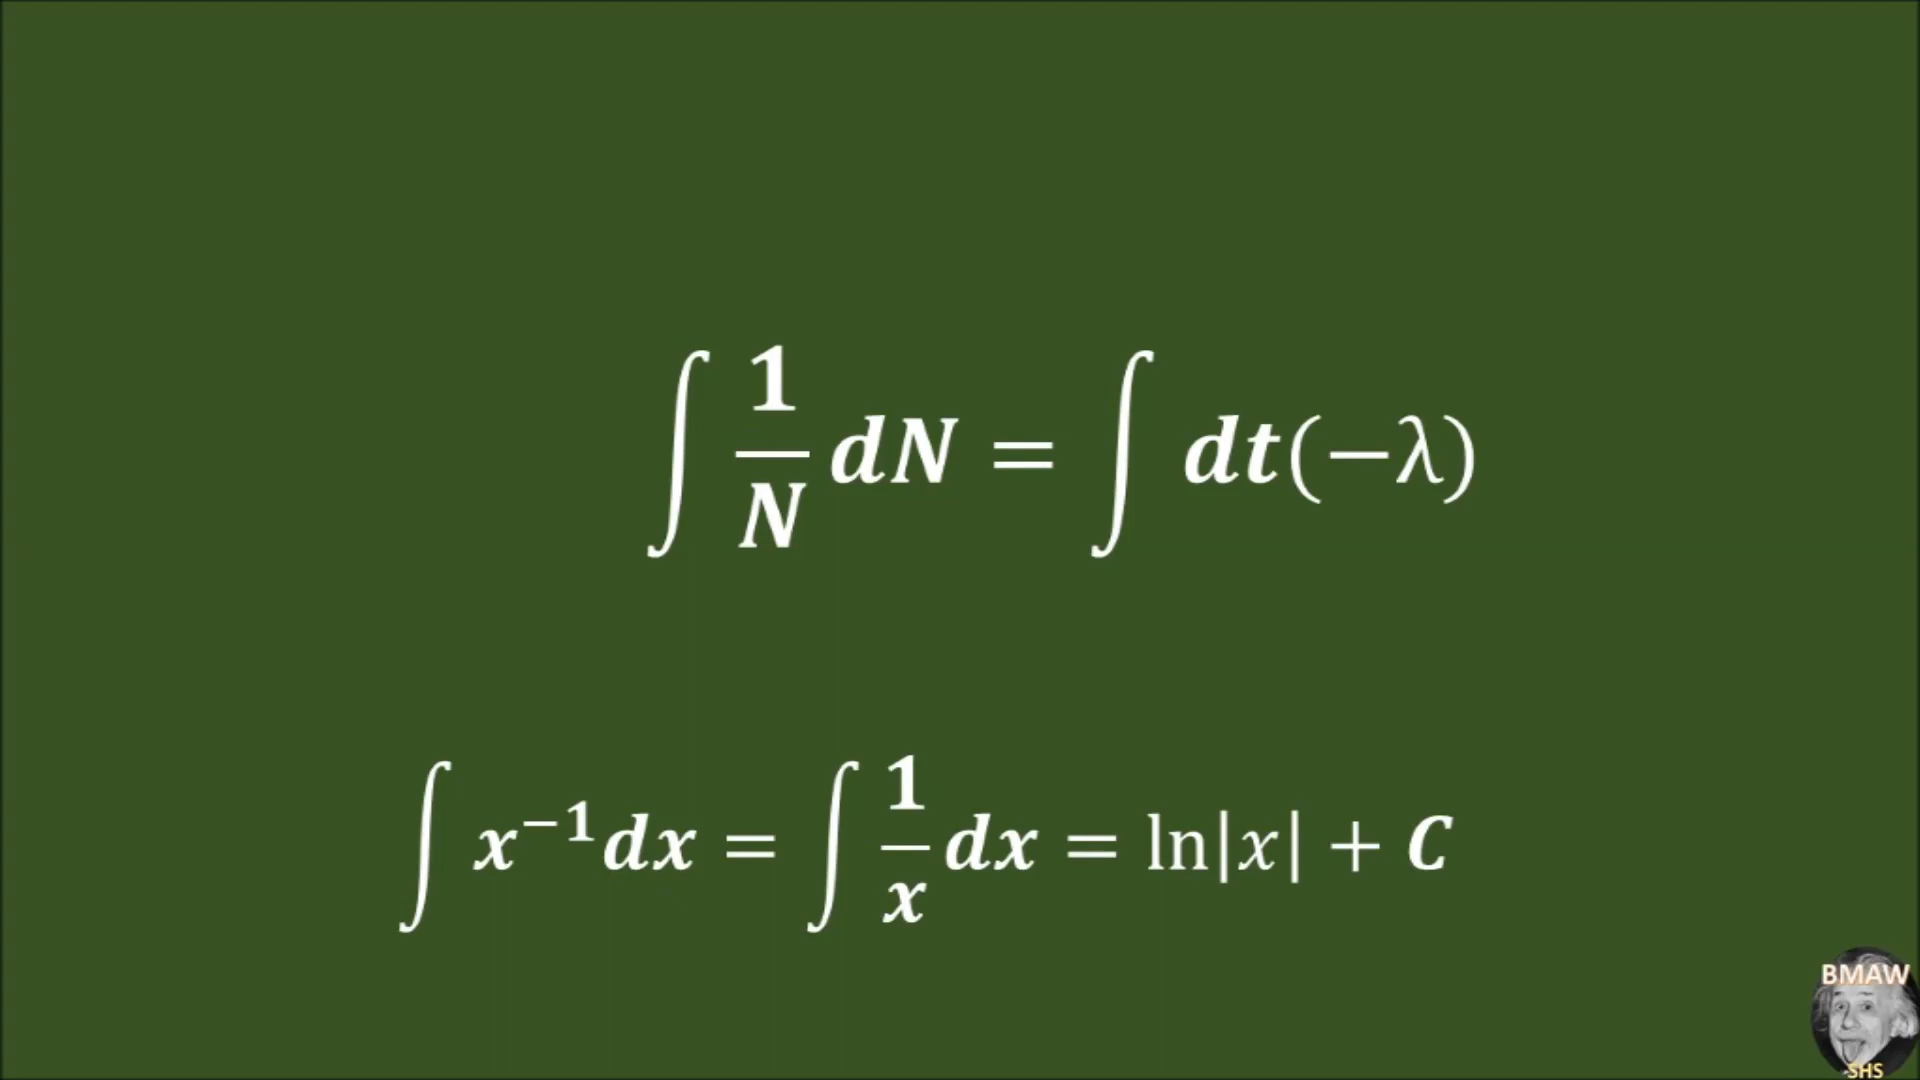 ∫ 1/N dN = ∫ dt(−λ)
∫ x⁻¹dx = ∫ 1/x dx = ln|x| + C
BMAW
SHS